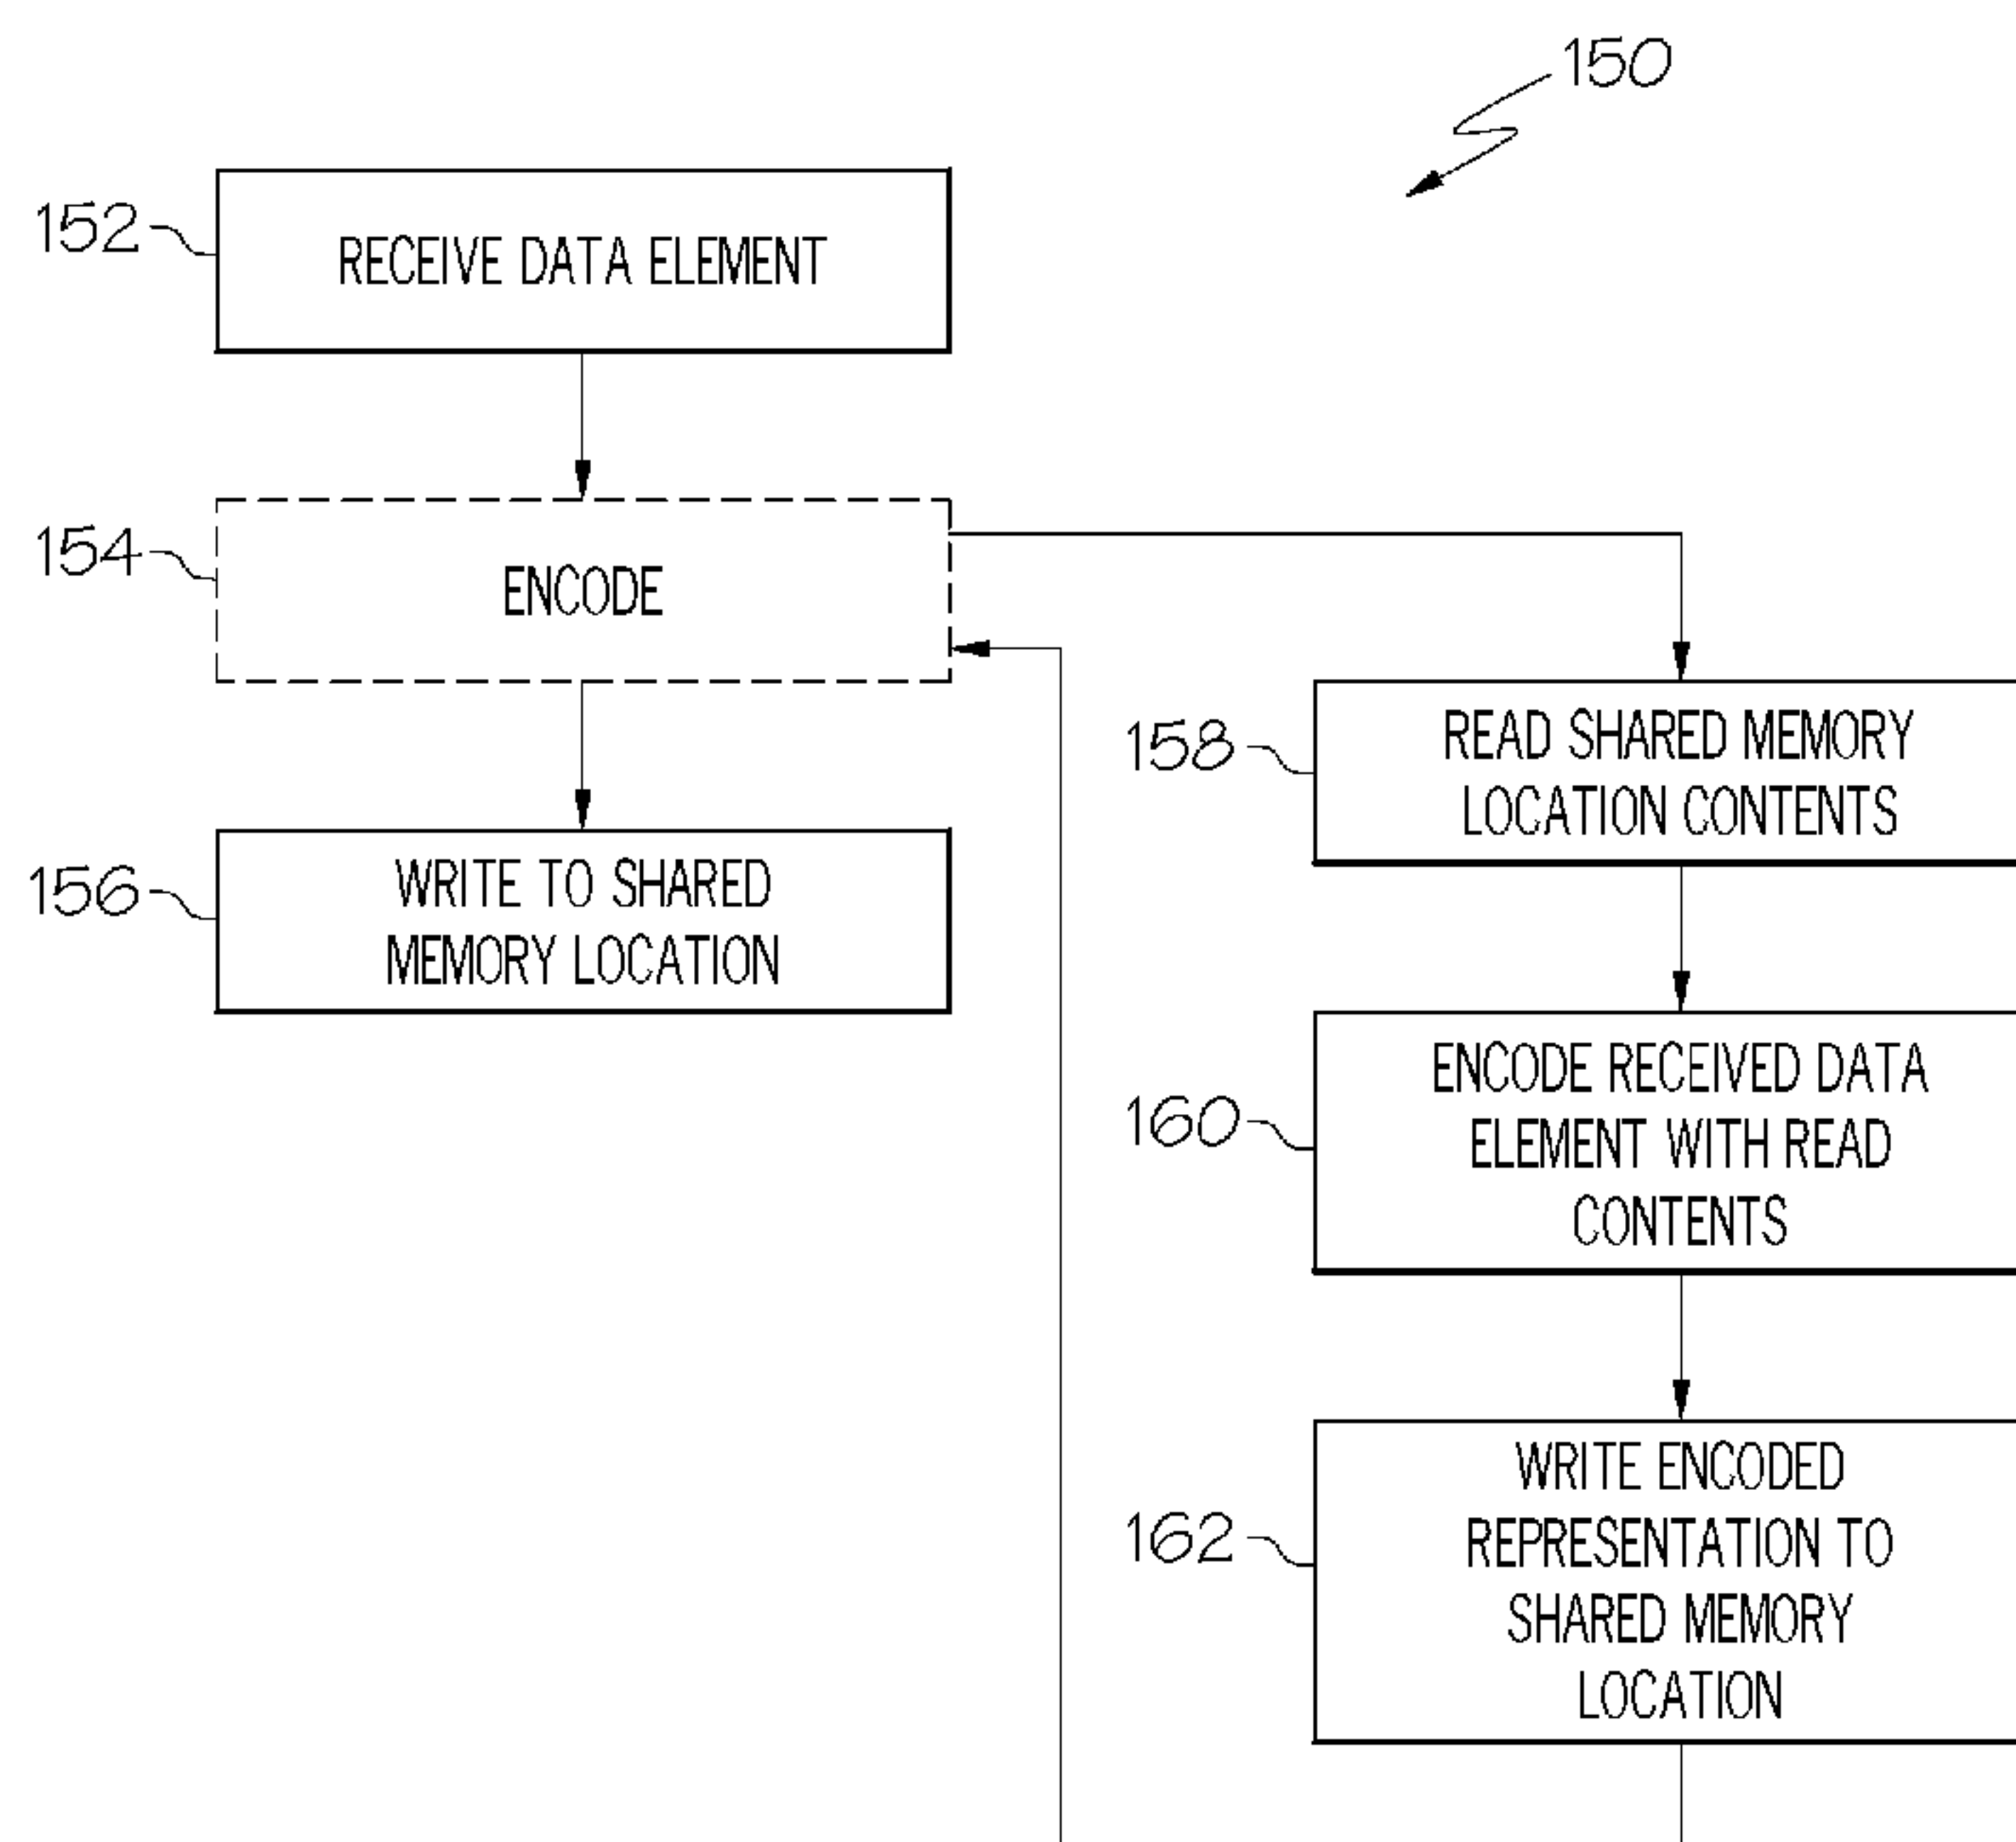 150
152
RECEIVE DATA ELEMENT
154
ENCODE
156
WRITE TO SHARED
MEMORY LOCATION
158
READ SHARED MEMORY
LOCATION CONTENTS
160
ENCODE RECEIVED DATA
ELEMENT WITH READ
CONTENTS
162
WRITE ENCODED
REPRESENTATION TO
SHARED MEMORY
LOCATION